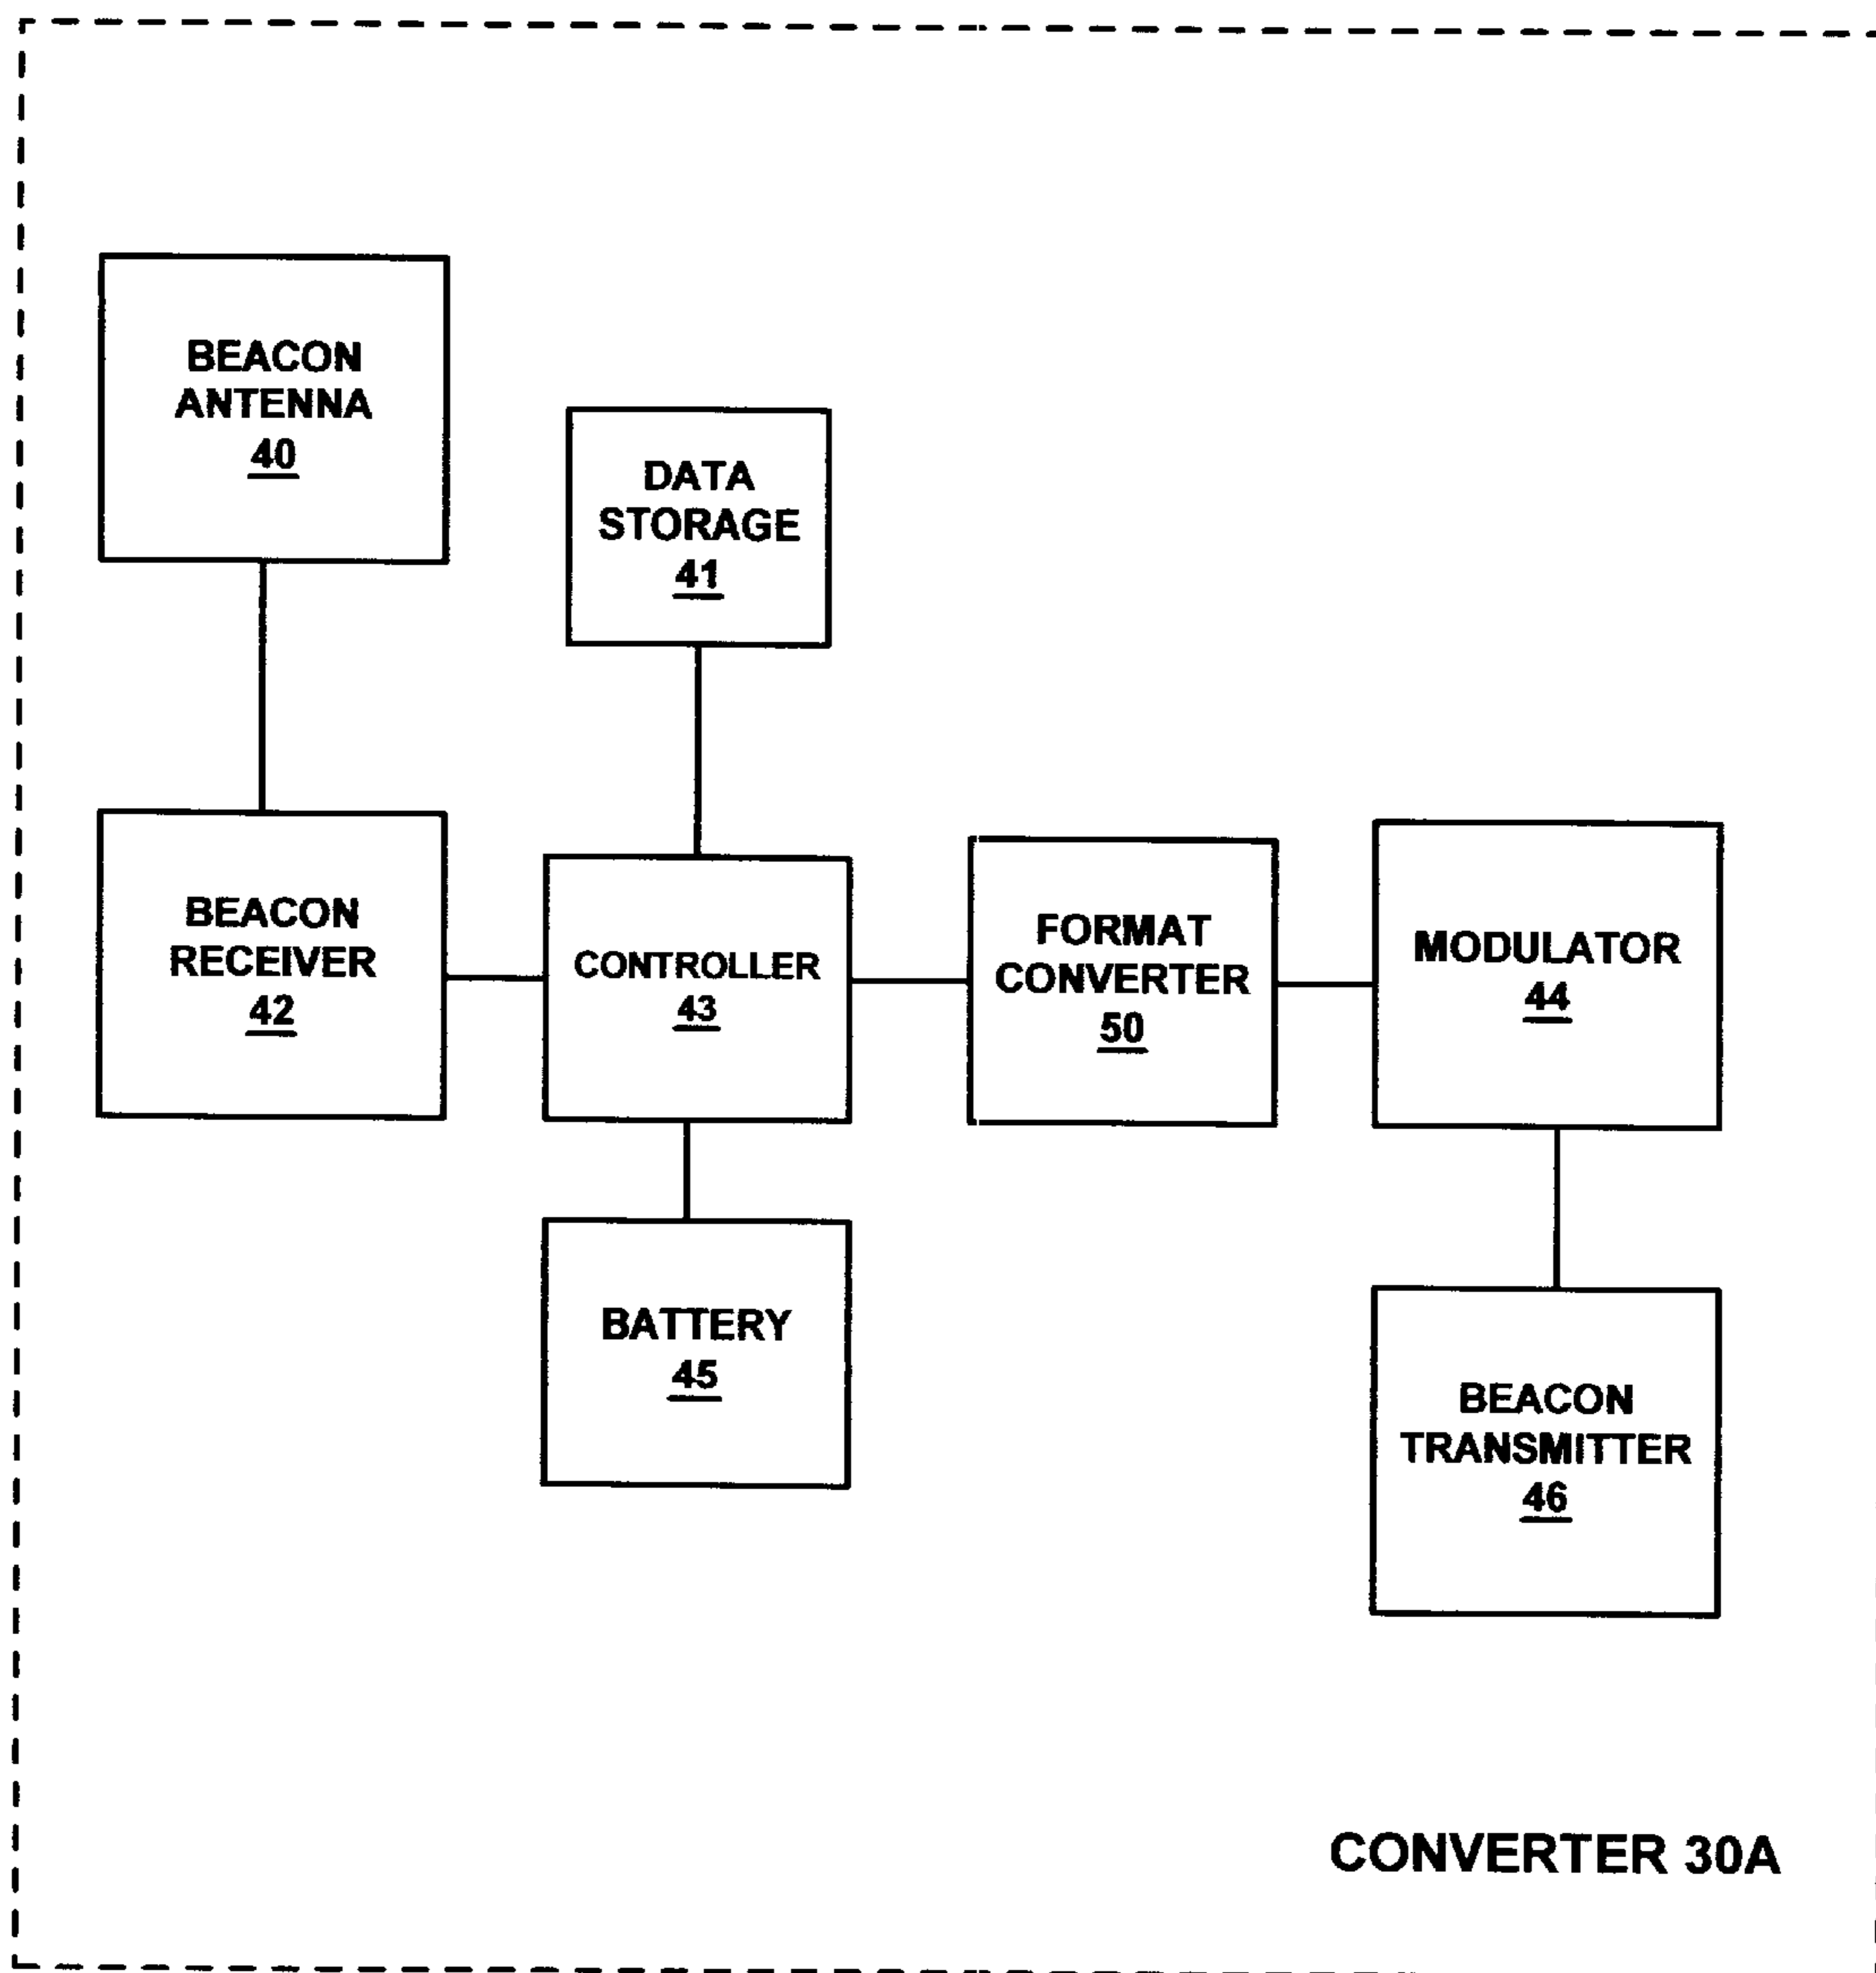 BEACON
ANTENNA
40
DATA
STORAGE
41
BEACON
RECEIVER
42
CONTROLLER
43
FORMAT
CONVERTER
50
MODULATOR
44
BATTERY
45
BEACON
TRANSMITTER
46
CONVERTER 30A